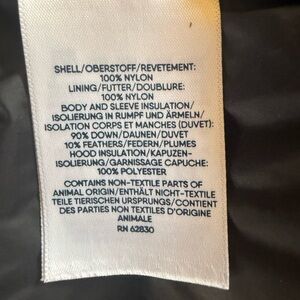 SHELL/OBERSTOFF/REVETEMENT:
100% NYLON
LINING/FUTTER/DOUBLURE:
100% NYLON
BODY AND SLEEVE INSULATION/
ISOLIERUNG IN RUMPF UND ÄRMELN/
ISOLATION CORPS ET MANCHES (DUVET):
90% DOWN/DAUNEN/DUVET
10% FEATHERS/FEDERN/PLUMES
HOOD INSULATION/KAPUZEN-
ISOLIERUNG/GARNISSAGE CAPUCHE:
100% POLYESTER
CONTAINS NON-TEXTILE PARTS OF
ANIMAL ORIGIN/ENTHÄLT NICHT-TEXTILE
TEILE TIERISCHEN URSPRUNGS/CONTIENT
DES PARTIES NON TEXTILES D'ORIGINE
ANIMALE
RN 62830